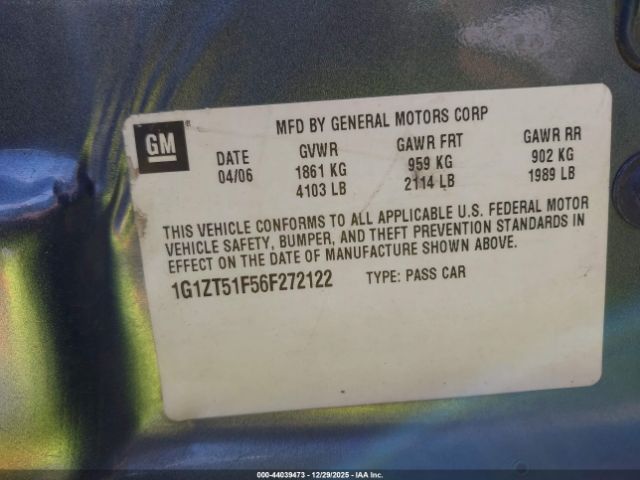 GM ®
MFD BY GENERAL MOTORS CORP
DATE GVWR GAWR FRT GAWR RR
04/06 1861 KG 959 KG 902 KG
4103 LB 2114 LB 1989 LB
THIS VEHICLE CONFORMS TO ALL APPLICABLE U.S. FEDERAL MOTOR
VEHICLE SAFETY, BUMPER, AND THEFT PREVENTION STANDARDS IN
EFFECT ON THE DATE OF MANUFACTURE SHOWN ABOVE.
1G1ZT51F56F272122 TYPE: PASS CAR
000-44039473 - 12/29/2025 - IAA Inc.